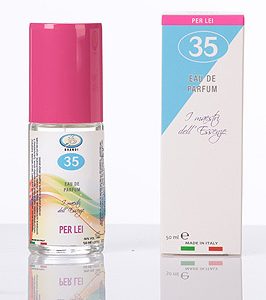 35
EAU DE
PARFUM
I maestri
dell'Essenze
PER LEI
PER LEI
35
EAU DE
PARFUM
I maestri
dell'Essenze
50 ml e
MADE IN ITALY